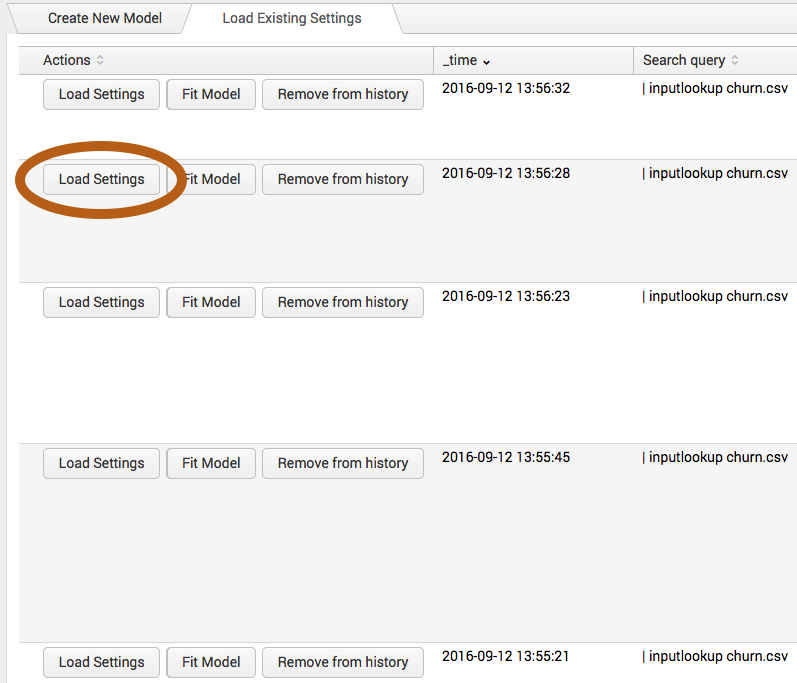 Create New Model Load Existing Settings
Actions _time Search query
Load Settings Fit Model Remove from history 2016-09-12 13:56:32 | inputlookup churn.csv
Load Settings Fit Model Remove from history 2016-09-12 13:56:28 | inputlookup churn.csv
Load Settings Fit Model Remove from history 2016-09-12 13:56:23 | inputlookup churn.csv
Load Settings Fit Model Remove from history 2016-09-12 13:55:45 | inputlookup churn.csv
Load Settings Fit Model Remove from history 2016-09-12 13:55:21 | inputlookup churn.csv